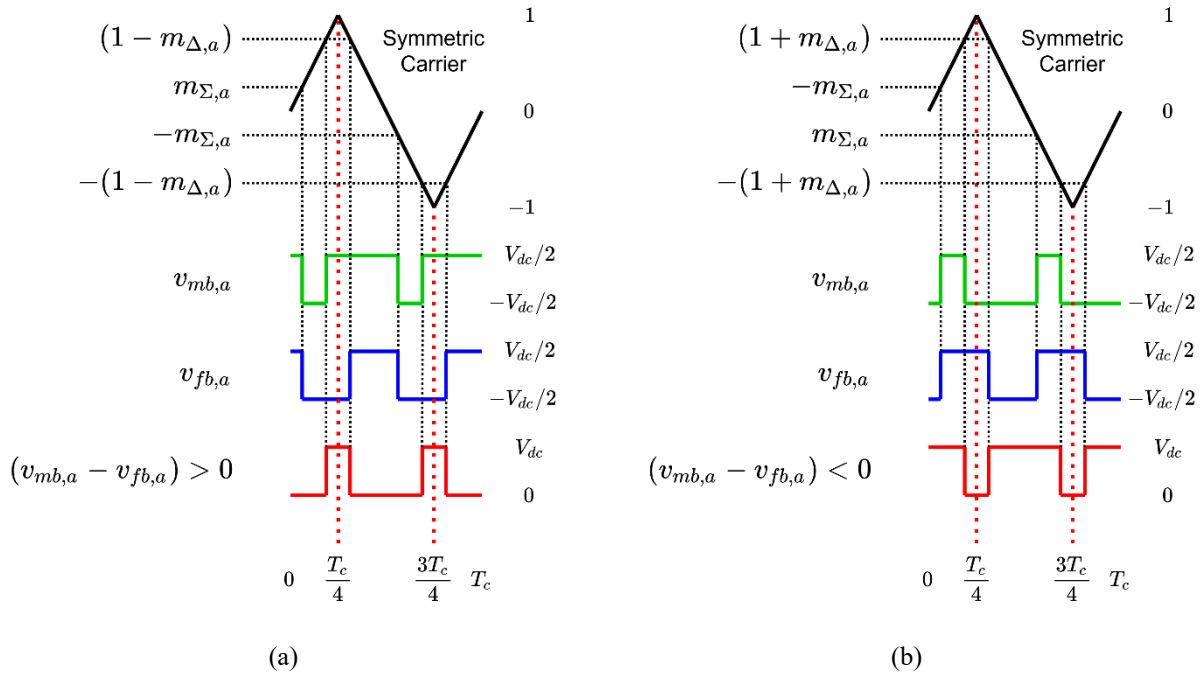 (1 − m_{Δ,a})
m_{Σ,a}
−m_{Σ,a}
−(1 − m_{Δ,a})
Symmetric
Carrier
1
0
−1
v_{mb,a}
V_{dc}/2
−V_{dc}/2
v_{fb,a}
V_{dc}/2
−V_{dc}/2
(v_{mb,a} − v_{fb,a}) > 0
V_{dc}
0
0 T_c/4 3T_c/4 T_c
(a)
(1 + m_{Δ,a})
−m_{Σ,a}
m_{Σ,a}
−(1 + m_{Δ,a})
Symmetric
Carrier
1
0
−1
v_{mb,a}
V_{dc}/2
−V_{dc}/2
v_{fb,a}
V_{dc}/2
−V_{dc}/2
(v_{mb,a} − v_{fb,a}) < 0
V_{dc}
0
0 T_c/4 3T_c/4 T_c
(b)